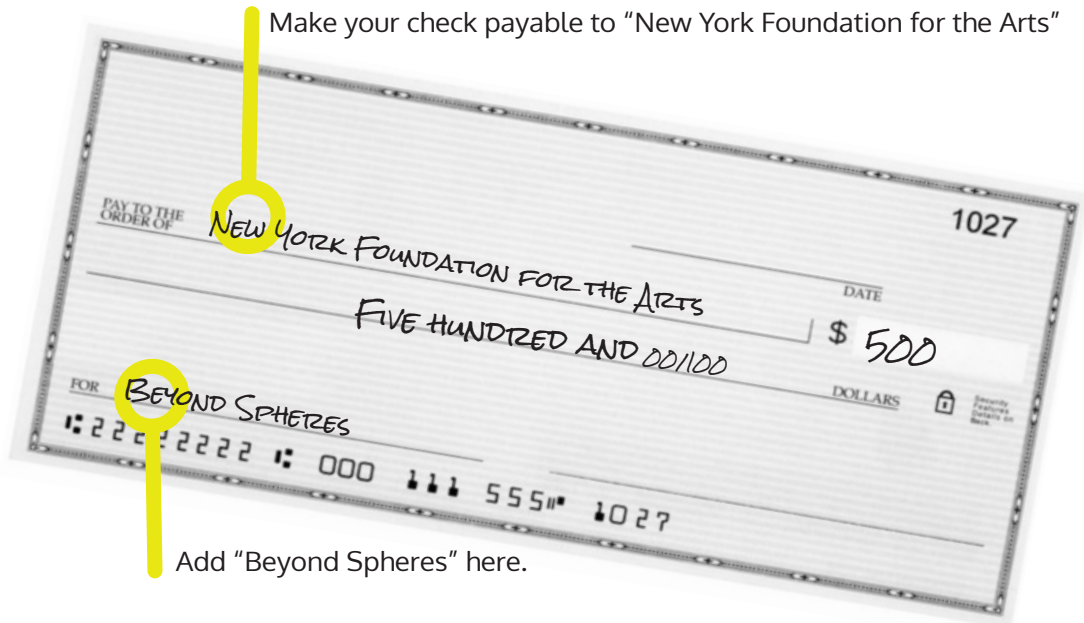 Make your check payable to “New York Foundation for the Arts”
1027
PAY TO THE
ORDER OF
New York Foundation for the Arts
DATE
$ 500
Five hundred and 00/100
DOLLARS
Security
Features
Details on
Back.
FOR Beyond Spheres
⑆22222222⑆ 000 111 555⑈ 1027
Add “Beyond Spheres” here.